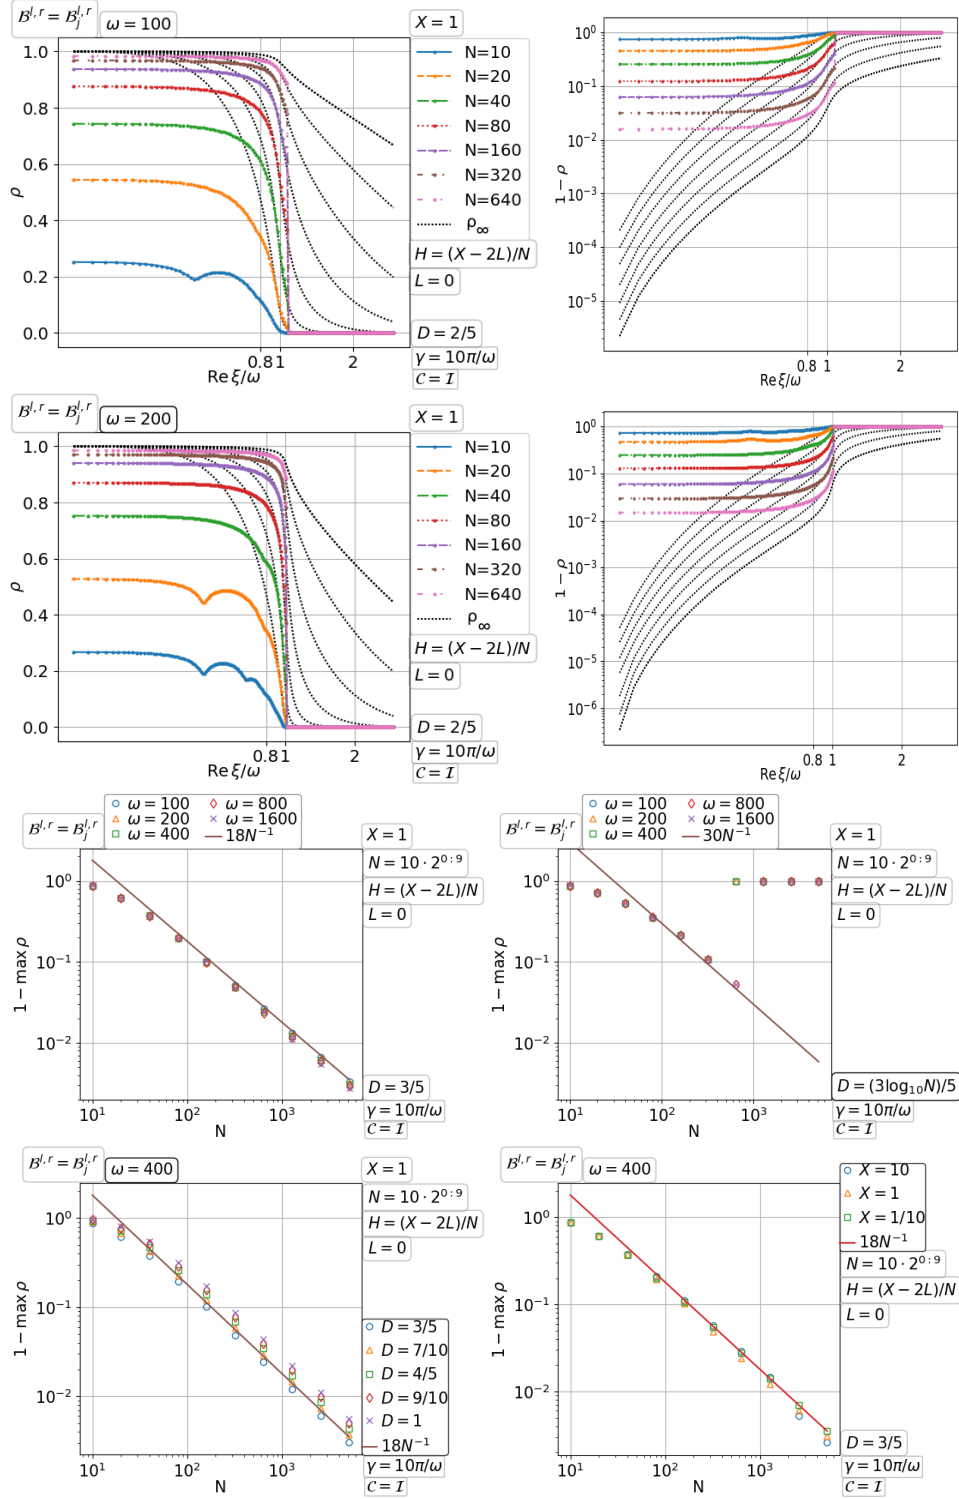 ℬ^{l,r} = ℬ_j^{l,r}
ω = 100
X = 1
1.0
0.8
0.6
0.4
0.2
0.0
ρ
0.8 1 2
Re ξ/ω
N=10
N=20
N=40
N=80
N=160
N=320
N=640
ρ_∞
H = (X − 2L)/N
L = 0
D = 2/5
γ = 10π/ω
𝒞 = ℐ
10^0
10^{-1}
10^{-2}
10^{-3}
10^{-4}
10^{-5}
1 − ρ
0.8 1 2
Re ξ/ω
ℬ^{l,r} = ℬ_j^{l,r}
ω = 200
X = 1
1.0
0.8
0.6
0.4
0.2
0.0
ρ
0.8 1 2
Re ξ/ω
N=10
N=20
N=40
N=80
N=160
N=320
N=640
ρ_∞
H = (X − 2L)/N
L = 0
D = 2/5
γ = 10π/ω
𝒞 = ℐ
10^0
10^{-1}
10^{-2}
10^{-3}
10^{-4}
10^{-5}
10^{-6}
1 − ρ
0.8 1 2
Re ξ/ω
ℬ^{l,r} = ℬ_j^{l,r}
ω = 100 ω = 800
ω = 200 ω = 1600
ω = 400 18N^{-1}
X = 1
N = 10 · 2^{0:9}
H = (X − 2L)/N
L = 0
D = 3/5
γ = 10π/ω
𝒞 = ℐ
10^0
10^{-1}
10^{-2}
1 − max ρ
10^1 10^2 10^3
N
ℬ^{l,r} = ℬ_j^{l,r}
ω = 100 ω = 800
ω = 200 ω = 1600
ω = 400 30N^{-1}
X = 1
N = 10 · 2^{0:9}
H = (X − 2L)/N
L = 0
D = (3log_{10}N)/5
γ = 10π/ω
𝒞 = ℐ
10^0
10^{-1}
10^{-2}
1 − max ρ
10^1 10^2 10^3
N
ℬ^{l,r} = ℬ_j^{l,r}
ω = 400
X = 1
N = 10 · 2^{0:9}
H = (X − 2L)/N
L = 0
D = 3/5
D = 7/10
D = 4/5
D = 9/10
D = 1
18N^{-1}
γ = 10π/ω
𝒞 = ℐ
10^0
10^{-1}
10^{-2}
1 − max ρ
10^1 10^2 10^3
N
ℬ^{l,r} = ℬ_j^{l,r}
ω = 400
X = 10
X = 1
X = 1/10
18N^{-1}
N = 10 · 2^{0:9}
H = (X − 2L)/N
L = 0
D = 3/5
γ = 10π/ω
𝒞 = ℐ
10^0
10^{-1}
10^{-2}
1 − max ρ
10^1 10^2 10^3
N